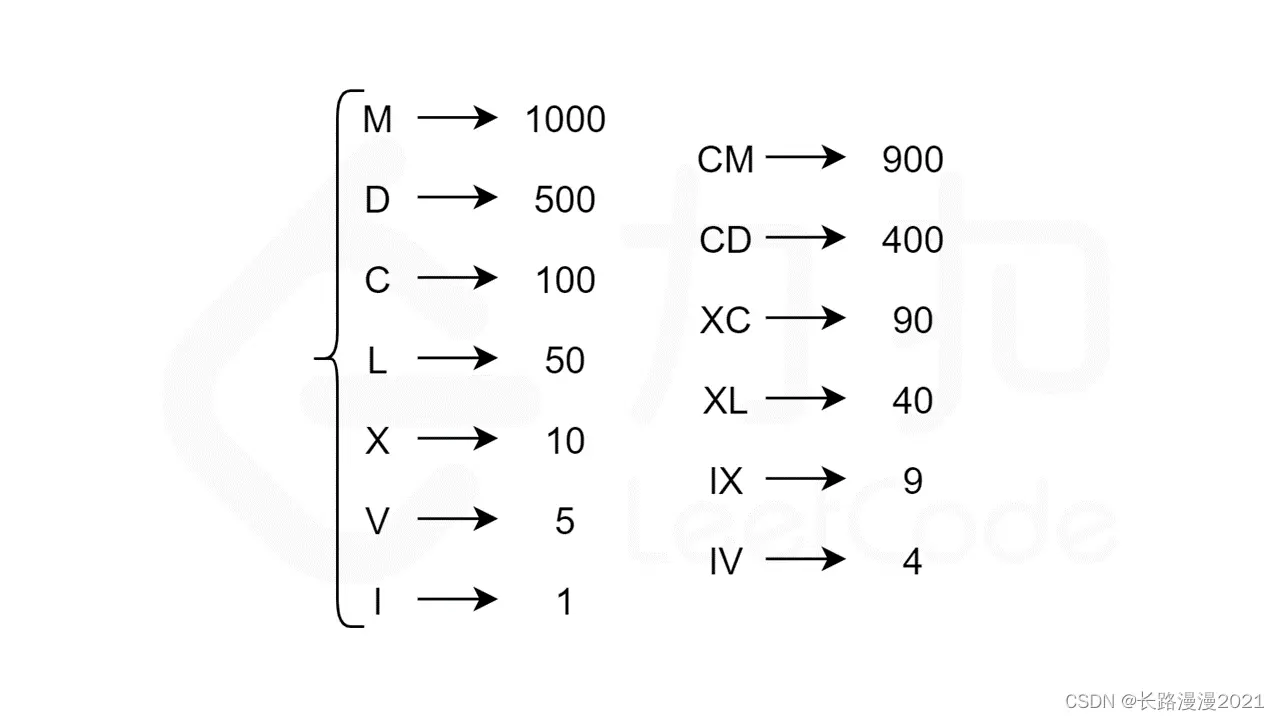 M 1000
D 500
C 100
L 50
X 10
V 5
I 1
CM 900
CD 400
XC 90
XL 40
IX 9
IV 4
力扣
LeetCode
CSDN @长路漫漫2021